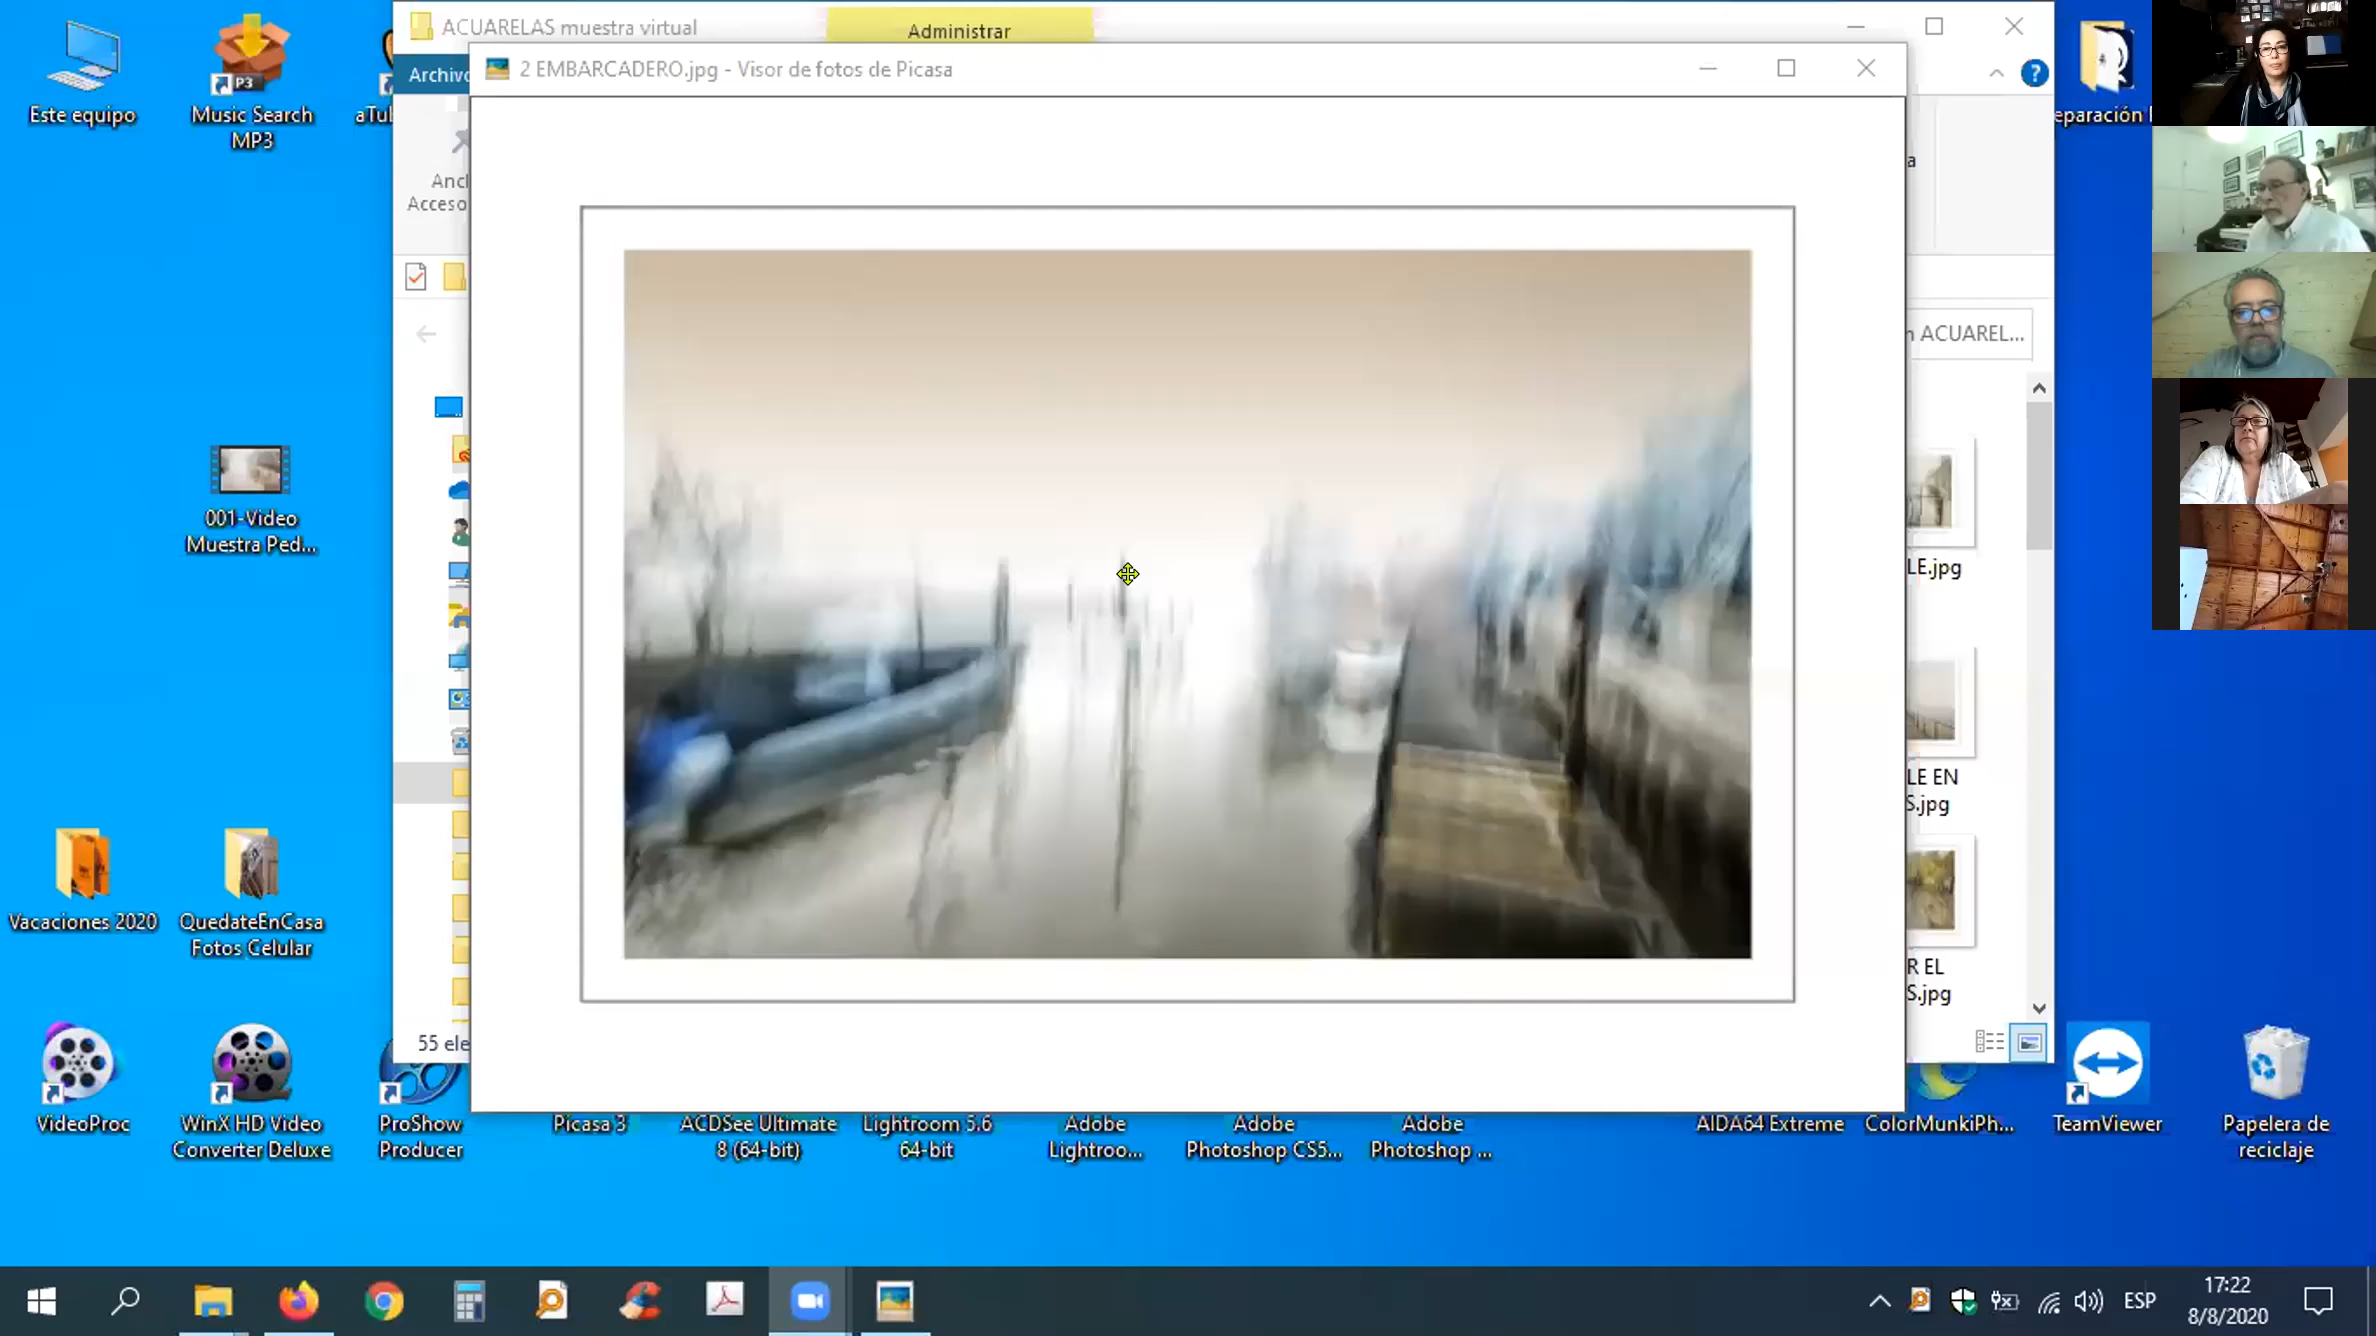 ACUARELAS muestra virtual
Administrar
2 EMBARCADERO.jpg - Visor de fotos de Picasa
Archivo
Este equipo
Music Search
MP3
aTu
Ancl
Acceso
eparación
a
ACUAREL...
001-Video
Muestra Ped...
LE.jpg
LE EN
S.jpg
R EL
S.jpg
Vacaciones 2020
QuedateEnCasa
Fotos Celular
55 ele
VideoProc
WinX HD Video
Converter Deluxe
ProShow
Producer
Picasa 3
ACDSee Ultimate
8 (64-bit)
Lightroom 5.6
64-bit
Adobe
Lightroo...
Adobe
Photoshop CS5...
Adobe
Photoshop ...
AIDA64 Extreme
ColorMunkiPh...
TeamViewer
Papelera de
reciclaje
P3
ESP
17:22
8/8/2020